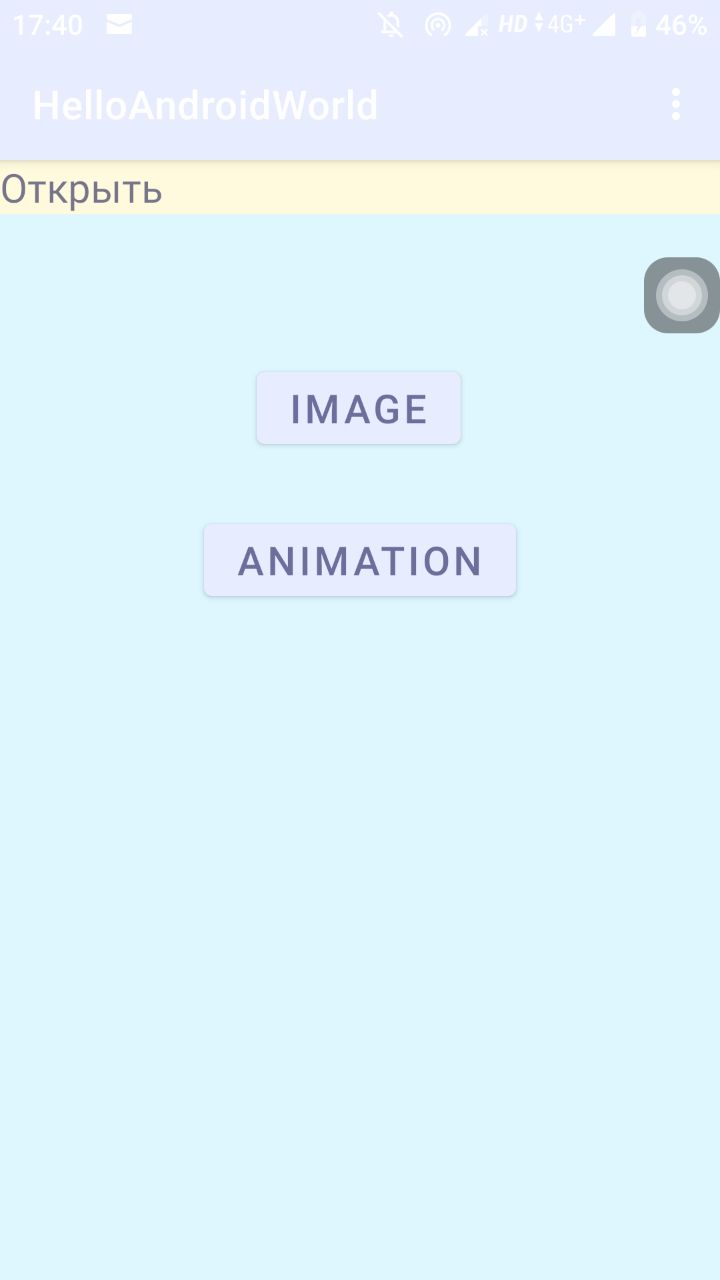 17:40 HD 4G+ 46%
HelloAndroidWorld
Открыть
IMAGE
ANIMATION